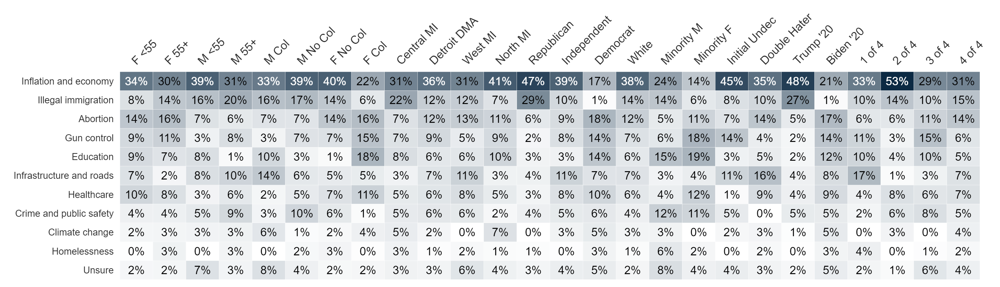 F <55 F 55+ M <55 M 55+ M Col M No Col F No Col F Col Central MI Detroit DMA West MI North MI Republican Independent Democrat White Minority M Minority F Initial Undec Double Hater Trump '20 Biden '20 1 of 4 2 of 4 3 of 4 4 of 4
Inflation and economy 34% 30% 39% 31% 33% 39% 40% 22% 31% 36% 31% 41% 47% 39% 17% 38% 24% 14% 45% 35% 48% 21% 33% 53% 29% 31%
Illegal immigration 8% 14% 16% 20% 16% 17% 14% 6% 22% 12% 12% 7% 29% 10% 1% 14% 14% 6% 8% 10% 27% 1% 10% 14% 10% 15%
Abortion 14% 16% 7% 6% 7% 7% 14% 16% 7% 12% 13% 11% 6% 9% 18% 12% 5% 11% 7% 14% 5% 17% 6% 6% 11% 14%
Gun control 9% 11% 3% 8% 3% 7% 7% 15% 7% 9% 5% 9% 2% 8% 14% 7% 6% 18% 14% 4% 2% 14% 11% 3% 15% 6%
Education 9% 7% 8% 1% 10% 3% 1% 18% 8% 6% 6% 10% 3% 3% 14% 6% 15% 19% 3% 5% 2% 12% 10% 4% 10% 5%
Infrastructure and roads 7% 2% 8% 10% 14% 6% 5% 5% 3% 7% 11% 3% 4% 11% 7% 7% 3% 4% 11% 16% 4% 8% 17% 1% 3% 7%
Healthcare 10% 8% 3% 6% 2% 5% 7% 11% 5% 6% 8% 5% 3% 8% 10% 6% 4% 12% 1% 9% 4% 9% 4% 8% 6% 7%
Crime and public safety 4% 4% 5% 9% 3% 10% 6% 1% 5% 6% 6% 2% 4% 5% 6% 4% 12% 11% 5% 0% 5% 5% 2% 6% 8% 5%
Climate change 2% 3% 3% 3% 6% 1% 2% 4% 5% 2% 0% 7% 0% 3% 5% 3% 3% 0% 2% 3% 1% 5% 0% 3% 0% 4%
Homelessness 0% 3% 0% 3% 0% 2% 3% 0% 3% 1% 2% 1% 1% 0% 3% 1% 6% 2% 0% 2% 0% 3% 4% 0% 1% 2%
Unsure 2% 2% 7% 3% 8% 4% 2% 2% 3% 3% 6% 4% 3% 4% 5% 2% 8% 4% 4% 3% 2% 5% 2% 1% 6% 4%